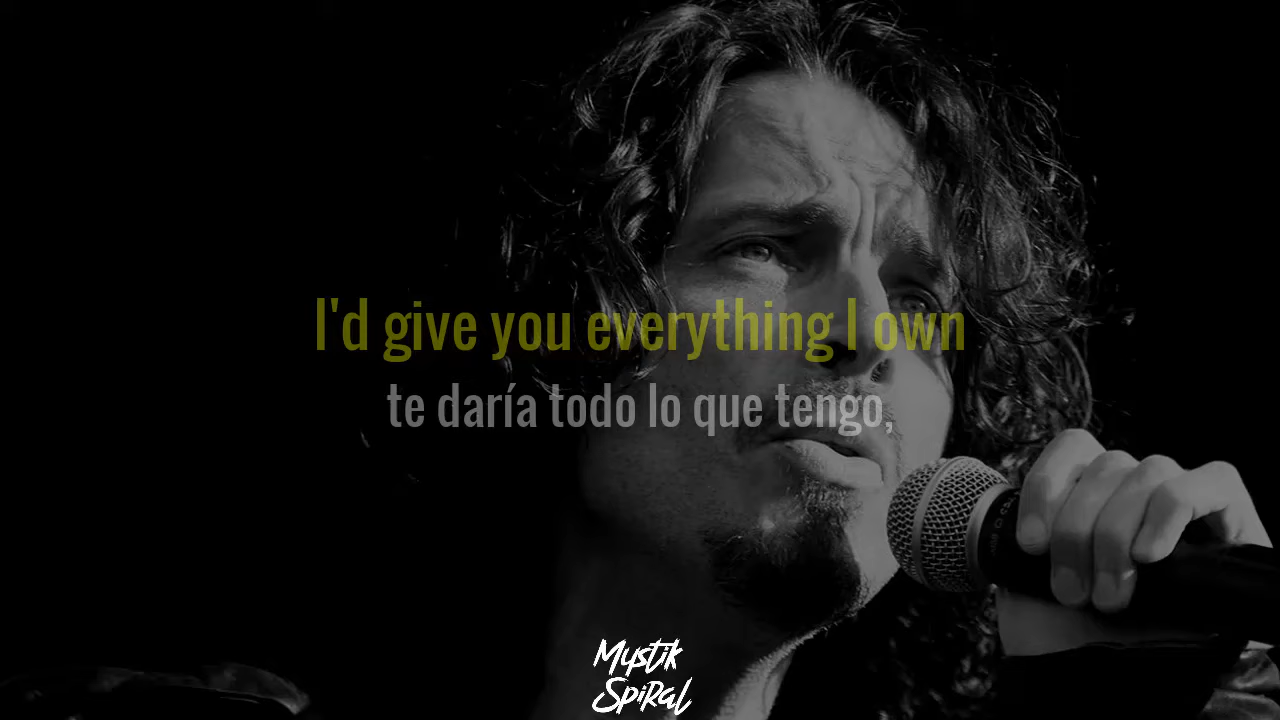 I'd give you everything I own
te daría todo lo que tengo,
Mystik
Spiral